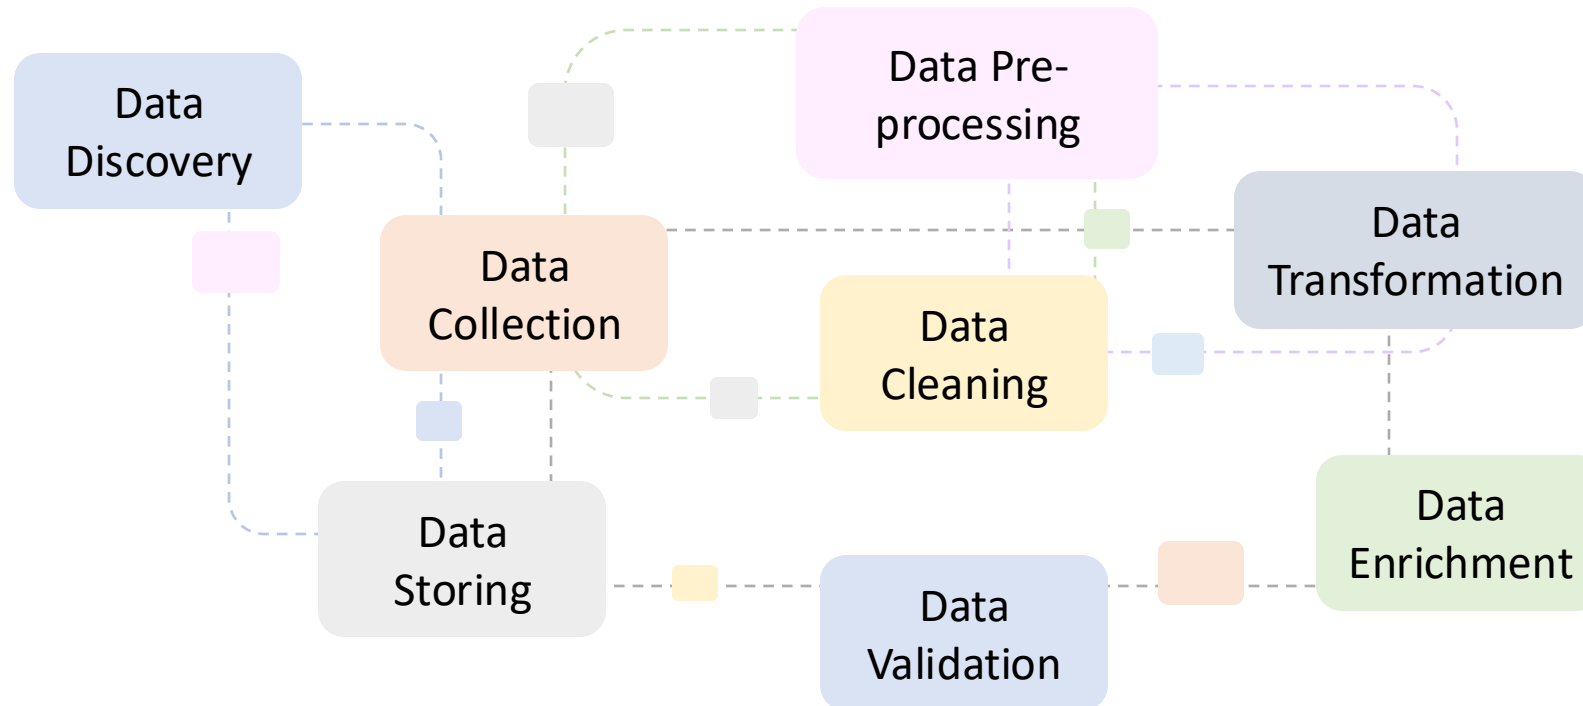 Data
Discovery
Data Pre-
processing
Data
Collection
Data
Transformation
Data
Cleaning
Data
Storing
Data
Enrichment
Data
Validation